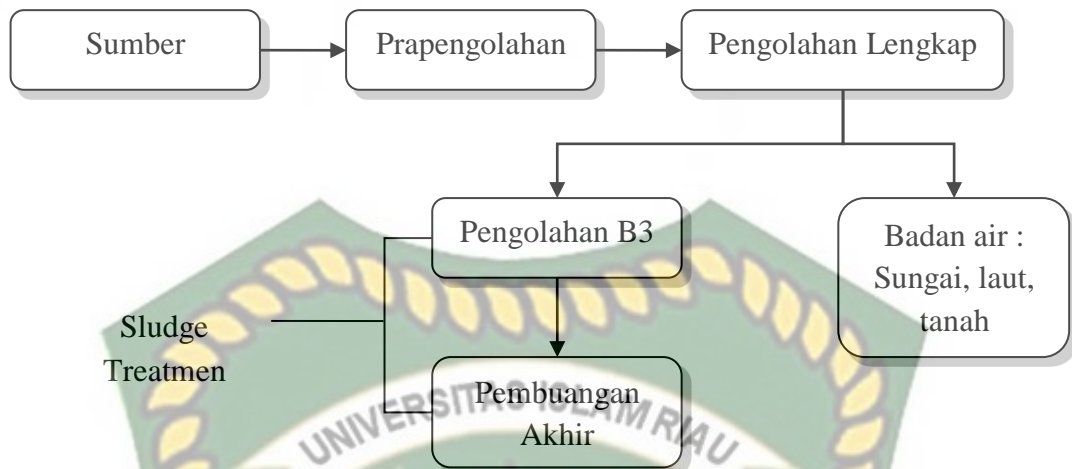 Sumber
Prapengolahan
Pengolahan Lengkap
Pengolahan B3
Badan air :
Sungai, laut,
tanah
Sludge
Treatmen
Pembuangan
Akhir
UNIVERSITAS ISLAM RIAU